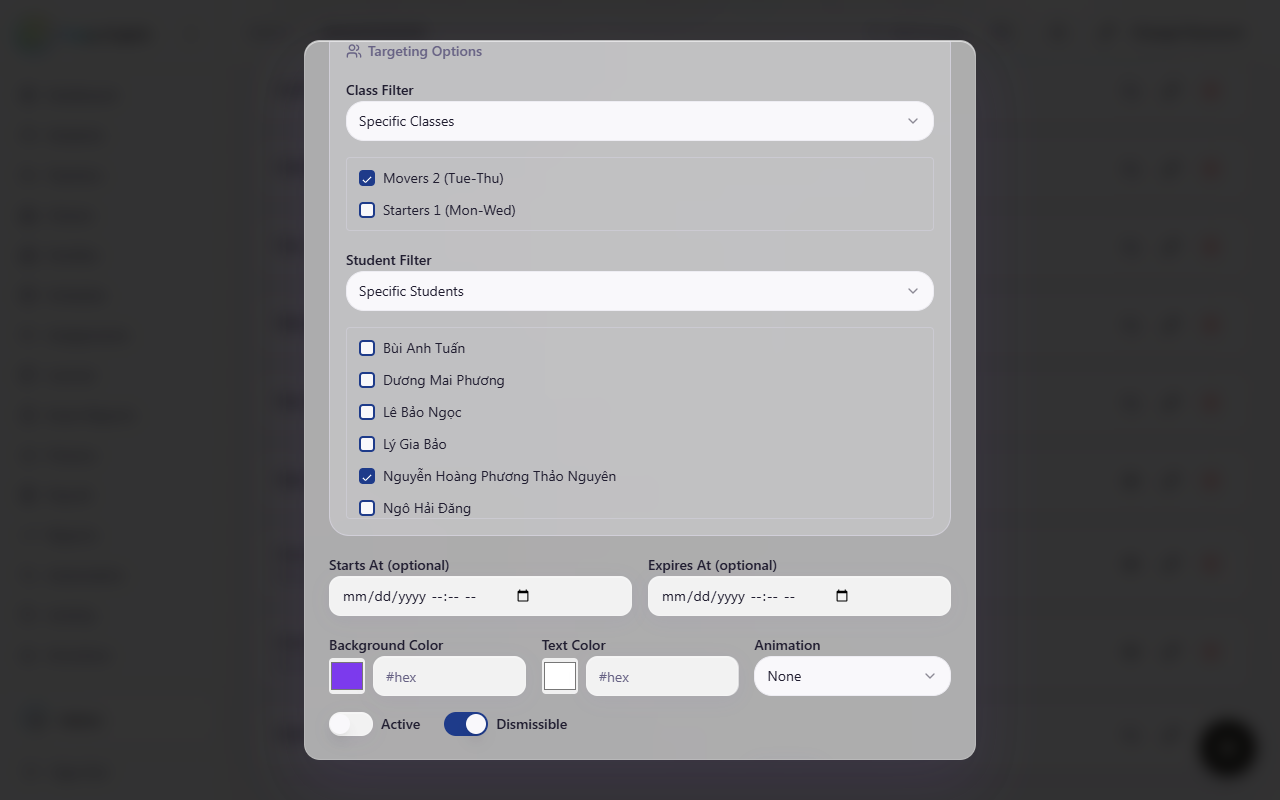 Targeting Options
Class Filter
Specific Classes
Movers 2 (Tue-Thu)
Starters 1 (Mon-Wed)
Student Filter
Specific Students
Bùi Anh Tuấn
Dương Mai Phương
Lê Bảo Ngọc
Lý Gia Bảo
Nguyễn Hoàng Phương Thảo Nguyên
Ngô Hải Đăng
Starts At (optional) Expires At (optional)
mm/dd/yyyy --:-- -- mm/dd/yyyy --:-- --
Background Color Text Color Animation
#hex #hex None
Active Dismissible